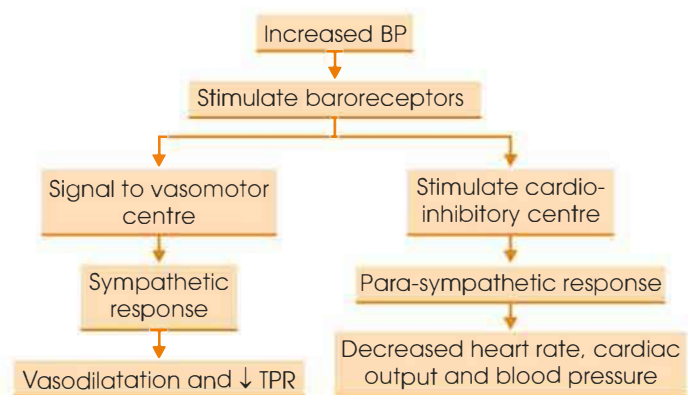 Increased BP
Stimulate baroreceptors
Signal to vasomotor
centre
Sympathetic
response
Vasodilatation and ↓ TPR
Stimulate cardio-
inhibitory centre
Para-sympathetic response
Decreased heart rate, cardiac
output and blood pressure